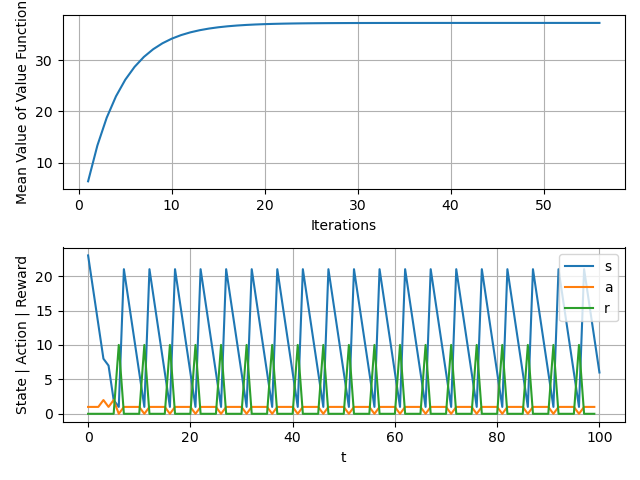 Mean Value of Value Function
30
20
10
0 10 20 30 40 50
Iterations
State | Action | Reward
20
15
10
5
0
s
a
r
0 20 40 60 80 100
t